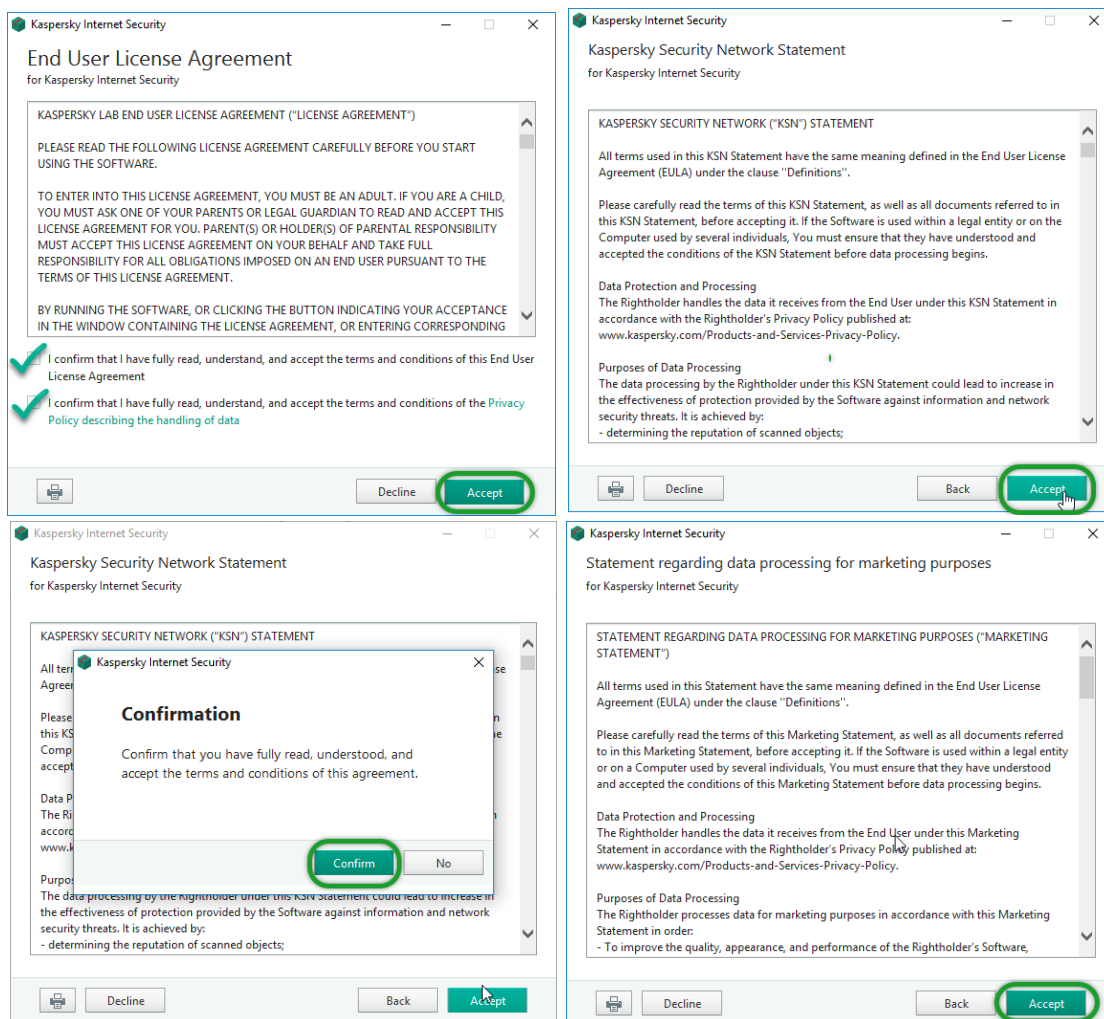 Kaspersky Internet Security
End User License Agreement
for Kaspersky Internet Security
KASPERSKY LAB END USER LICENSE AGREEMENT ("LICENSE AGREEMENT")
PLEASE READ THE FOLLOWING LICENSE AGREEMENT CAREFULLY BEFORE YOU START
USING THE SOFTWARE.
TO ENTER INTO THIS LICENSE AGREEMENT, YOU MUST BE AN ADULT. IF YOU ARE A CHILD,
YOU MUST ASK ONE OF YOUR PARENTS OR LEGAL GUARDIAN TO READ AND ACCEPT THIS
LICENSE AGREEMENT FOR YOU. PARENT(S) OR HOLDER(S) OF PARENTAL RESPONSIBILITY
MUST ACCEPT THIS LICENSE AGREEMENT ON YOUR BEHALF AND TAKE FULL
RESPONSIBILITY FOR ALL OBLIGATIONS IMPOSED ON AN END USER PURSUANT TO THE
TERMS OF THIS LICENSE AGREEMENT.
BY RUNNING THE SOFTWARE, OR CLICKING THE BUTTON INDICATING YOUR ACCEPTANCE
IN THE WINDOW CONTAINING THE LICENSE AGREEMENT, OR ENTERING CORRESPONDING
I confirm that I have fully read, understand, and accept the terms and conditions of this End User
License Agreement
I confirm that I have fully read, understand, and accept the terms and conditions of the Privacy
Policy describing the handling of data
Decline
Accept
Kaspersky Internet Security
Kaspersky Security Network Statement
for Kaspersky Internet Security
KASPERSKY SECURITY NETWORK ("KSN") STATEMENT
All terms used in this KSN Statement have the same meaning defined in the End User License
Agreement (EULA) under the clause "Definitions".
Please carefully read the terms of this KSN Statement, as well as all documents referred to in
this KSN Statement, before accepting it. If the Software is used within a legal entity or on the
Computer used by several individuals, You must ensure that they have understood and
accepted the conditions of the KSN Statement before data processing begins.
Data Protection and Processing
The Rightholder handles the data it receives from the End User under this KSN Statement in
accordance with the Rightholder's Privacy Policy published at:
www.kaspersky.com/Products-and-Services-Privacy-Policy.
Purposes of Data Processing
The data processing by the Rightholder under this KSN Statement could lead to increase in
the effectiveness of protection provided by the Software against information and network
security threats. It is achieved by:
- determining the reputation of scanned objects;
Decline
Back
Accept
Kaspersky Internet Security
Kaspersky Security Network Statement
for Kaspersky Internet Security
KASPERSKY SECURITY NETWORK ("KSN") STATEMENT
All
Please
this
Data
The
Kaspersky Internet Security
Confirmation
Confirm that you have fully read, understood, and
accept the terms and conditions of this agreement.
Confirm
No
The data processing by the Rightholder under this KSN Statement could lead to increase in
the effectiveness of protection provided by the Software against information and network
security threats. It is achieved by:
- determining the reputation of scanned objects;
Decline
Back
Accept
Kaspersky Internet Security
Statement regarding data processing for marketing purposes
for Kaspersky Internet Security
STATEMENT REGARDING DATA PROCESSING FOR MARKETING PURPOSES ("MARKETING
STATEMENT")
All terms used in this Statement have the same meaning defined in the End User License
Agreement (EULA) under the clause "Definitions".
Please carefully read the terms of this Marketing Statement, as well as all documents referred
to in this Marketing Statement, before accepting it. If the Software is used within a legal entity
or on a Computer used by several individuals, You must ensure that they have understood
and accepted the conditions of this Marketing Statement before data processing begins.
Data Protection and Processing
The Rightholder handles the data it receives from the End User under this Marketing
Statement in accordance with the Rightholder's Privacy Policy published at:
www.kaspersky.com/Products-and-Services-Privacy-Policy.
Purposes of Data Processing
The Rightholder processes data for marketing purposes in accordance with this Marketing
Statement in order:
- To improve the quality, appearance, and performance of the Rightholder's Software,
Decline
Back
Accept